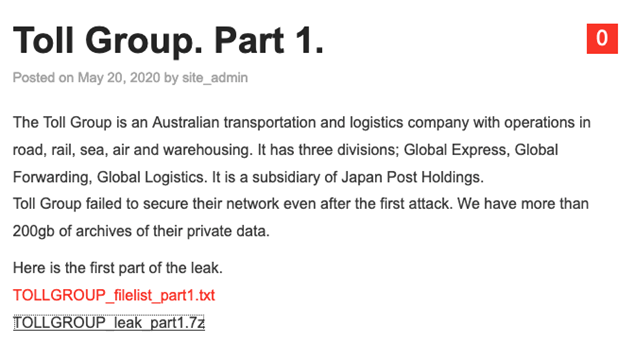 Toll Group. Part 1.
0
Posted on May 20, 2020 by site_admin
The Toll Group is an Australian transportation and logistics company with operations in
road, rail, sea, air and warehousing. It has three divisions; Global Express, Global
Forwarding, Global Logistics. It is a subsidiary of Japan Post Holdings.
Toll Group failed to secure their network even after the first attack. We have more than
200gb of archives of their private data.
Here is the first part of the leak.
TOLLGROUP_filelist_part1.txt
TOLLGROUP_leak_part1.7z